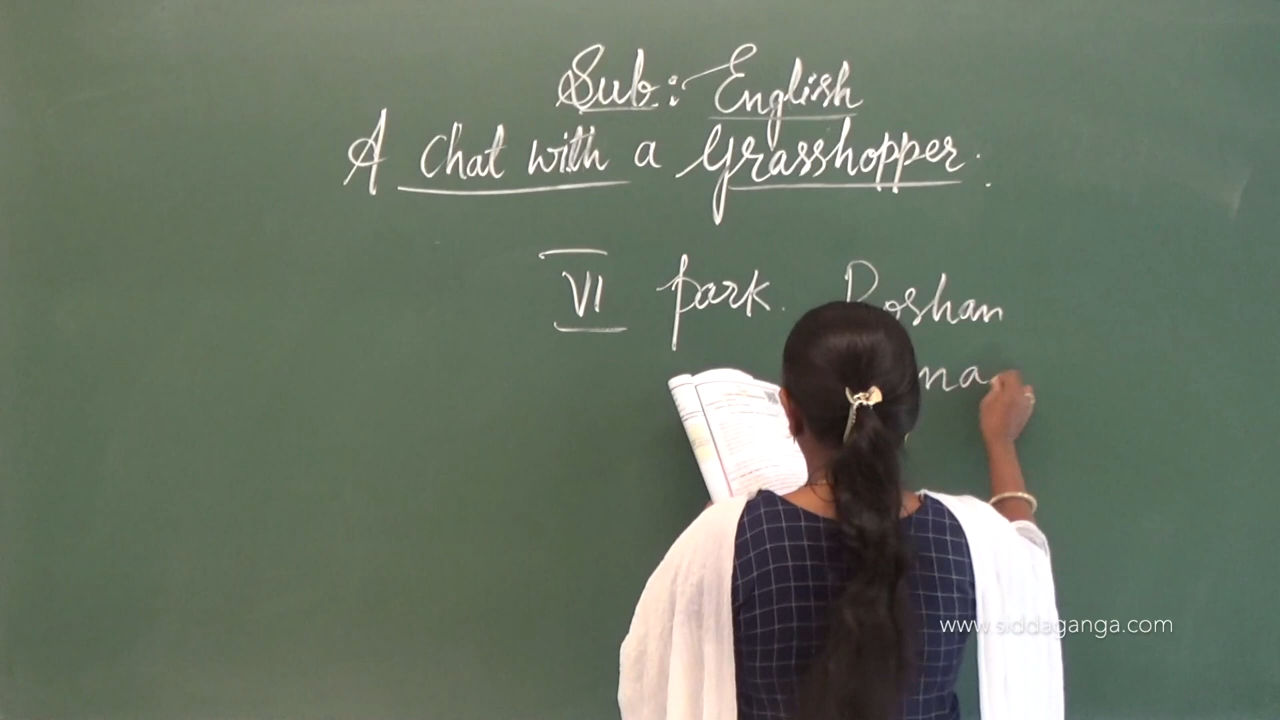 Sub: English
A Chat with a Grasshopper.
VI park. Roshan
www.siddaganga.com